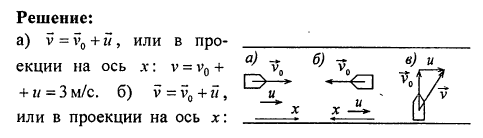 Решение:
а) v⃗ = v⃗₀ + u⃗, или в про-
екции на ось x: v = v₀ +
+ u = 3 м/с. б) v⃗ = v⃗₀ + u⃗,
или в проекции на ось x:
а) v⃗₀ u⃗ x
б) v⃗₀ u⃗ x
в) u⃗ v⃗₀ v⃗